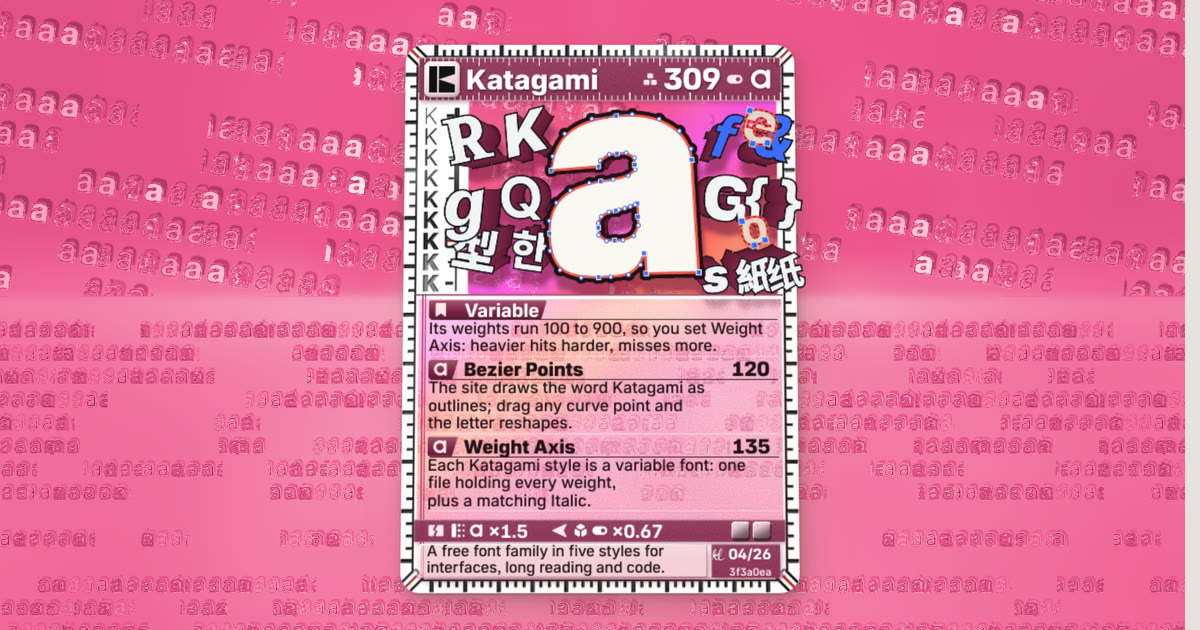 Katagami
309 a
K
K
K
K
K
K
K
K
K
K
R K
a
f e &
g Q
G { }
o
型 한
s 紙纸
Variable
Its weights run 100 to 900, so you set Weight
Axis: heavier hits harder, misses more.
a Bezier Points 120
The site draws the word Katagami as
outlines; drag any curve point and
the letter reshapes.
a Weight Axis 135
Each Katagami style is a variable font: one
file holding every weight,
plus a matching Italic.
a ×1.5 ×0.67
A free font family in five styles for
interfaces, long reading and code.
04/26
3f3a0ea